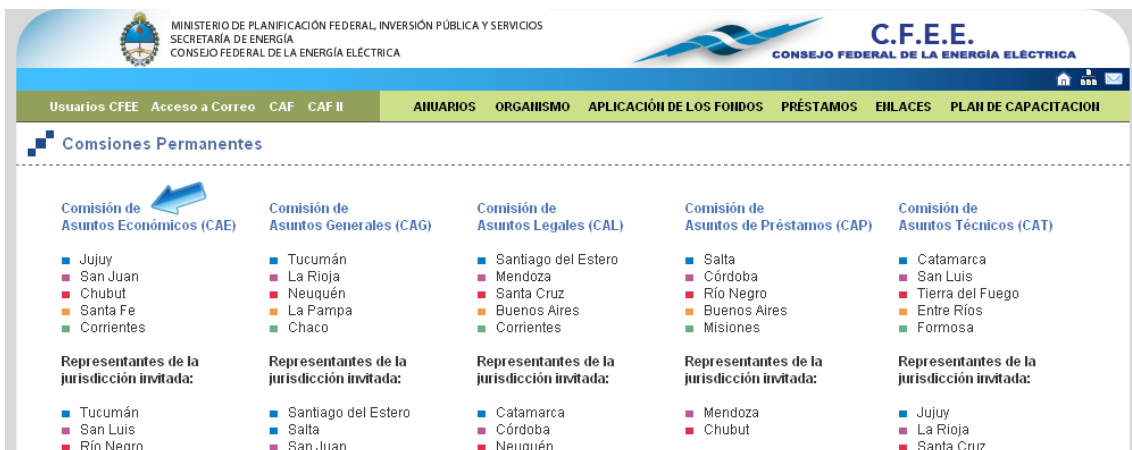 MINISTERIO DE PLANIFICACIÓN FEDERAL, INVERSIÓN PÚBLICA Y SERVICIOS
SECRETARÍA DE ENERGÍA
CONSEJO FEDERAL DE LA ENERGÍA ELÉCTRICA
C.F.E.E.
CONSEJO FEDERAL DE LA ENERGÍA ELÉCTRICA
Usuarios CFEE Acceso a Correo CAF CAF II ANUARIOS ORGANISMO APLICACIÓN DE LOS FONDOS PRÉSTAMOS ENLACES PLAN DE CAPACITACION
Comsiones Permanentes
Comisión de
Asuntos Económicos (CAE)
Jujuy
San Juan
Chubut
Santa Fe
Corrientes
Representantes de la
jurisdicción invitada:
Tucumán
San Luis
Río Negro
Comisión de
Asuntos Generales (CAG)
Tucumán
La Rioja
Neuquén
La Pampa
Chaco
Representantes de la
jurisdicción invitada:
Santiago del Estero
Salta
San Juan
Comisión de
Asuntos Legales (CAL)
Santiago del Estero
Mendoza
Santa Cruz
Buenos Aires
Corrientes
Representantes de la
jurisdicción invitada:
Catamarca
Córdoba
Neuquén
Comisión de
Asuntos de Préstamos (CAP)
Salta
Córdoba
Río Negro
Buenos Aires
Misiones
Representantes de la
jurisdicción invitada:
Mendoza
Chubut
Comisión de
Asuntos Técnicos (CAT)
Catamarca
San Luis
Tierra del Fuego
Entre Ríos
Formosa
Representantes de la
jurisdicción invitada:
Jujuy
La Rioja
Santa Cruz